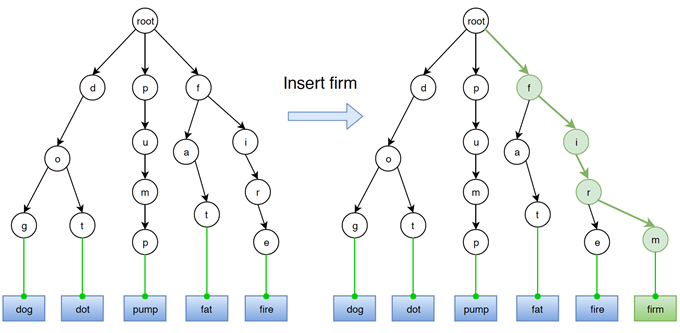 root
root
d
p
f
Insert firm
d
p
f
u
i
u
i
o
a
o
a
m
r
m
r
g
t
t
g
t
t
p
e
p
e
m
dog
dot
pump
fat
fire
dog
dot
pump
fat
fire
firm